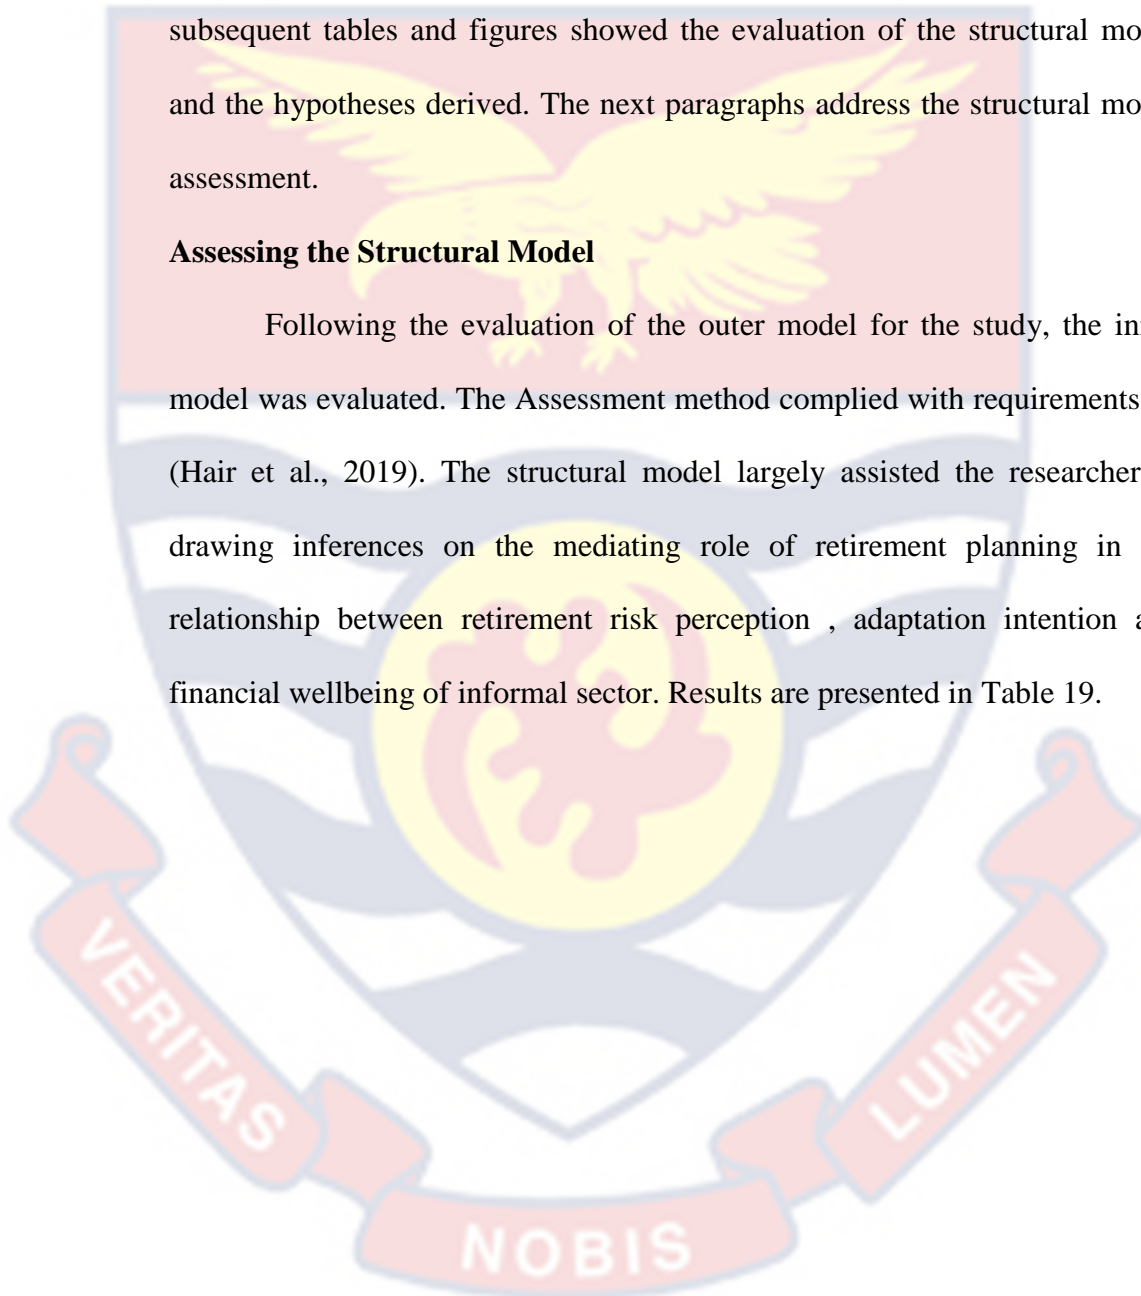 subsequent tables and figures showed the evaluation of the structural mo
and the hypotheses derived. The next paragraphs address the structural mo
assessment.
Assessing the Structural Model
Following the evaluation of the outer model for the study, the in
model was evaluated. The Assessment method complied with requirements
(Hair et al., 2019). The structural model largely assisted the researcher
drawing inferences on the mediating role of retirement planning in
relationship between retirement risk perception , adaptation intention a
financial wellbeing of informal sector. Results are presented in Table 19.
VERITAS
NOBIS
LUMEN